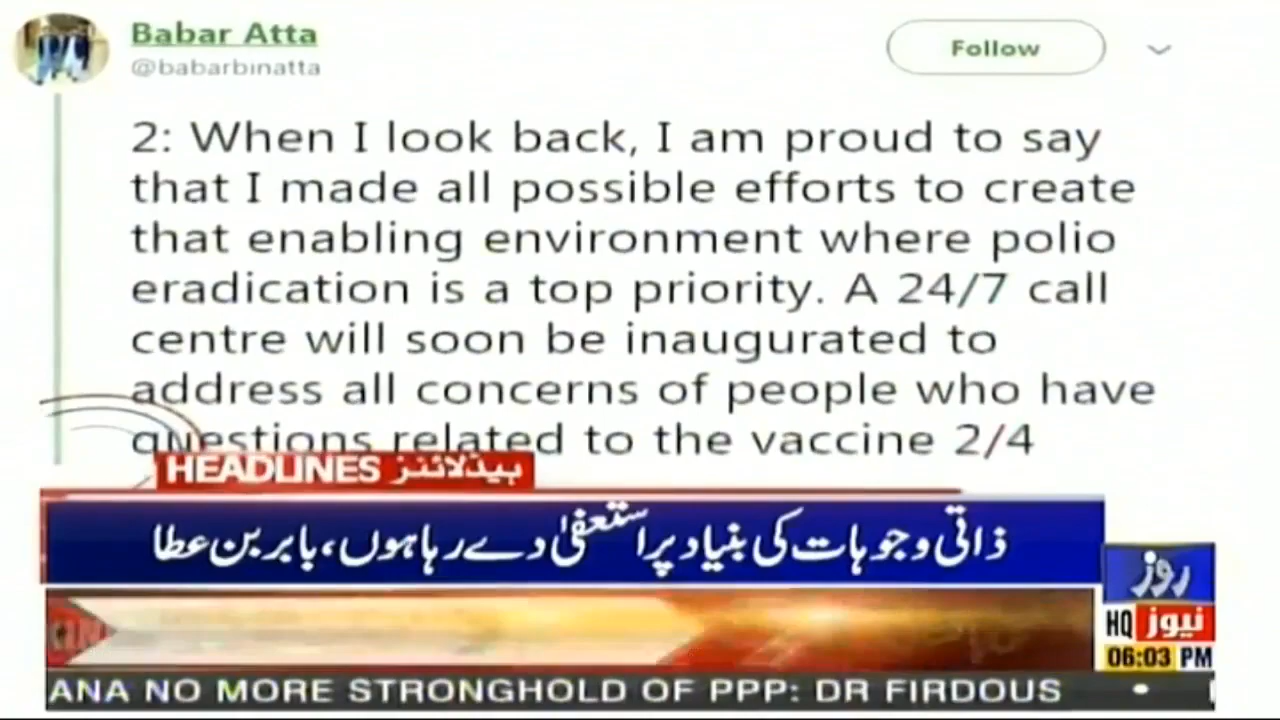 Babar Atta
@babarbinatta
Follow
2: When I look back, I am proud to say
that I made all possible efforts to create
that enabling environment where polio
eradication is a top priority. A 24/7 call
centre will soon be inaugurated to
address all concerns of people who have
questions related to the vaccine 2/4
HEADLINES ہیڈلائنز
ذاتی وجوہات کی بنیاد پر استعفیٰ دے رہا ہوں، بابر بن عطا
روز
HQ نیوز
06:03 PM
ANA NO MORE STRONGHOLD OF PPP: DR FIRDOUS •